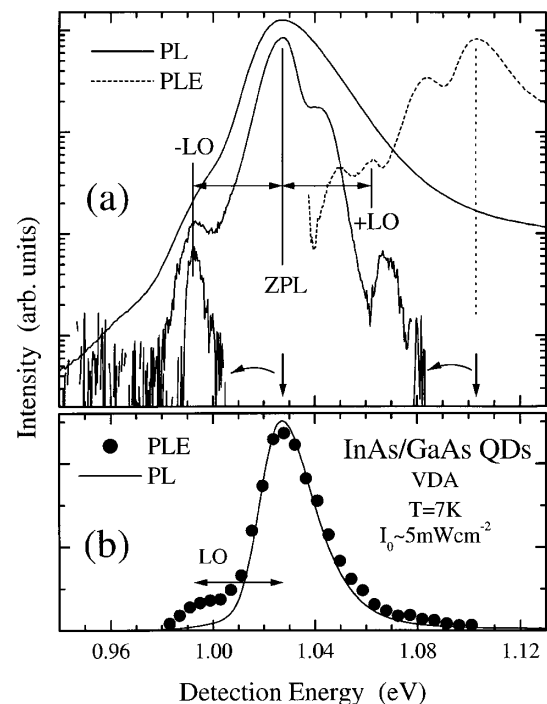 PL
PLE
-LO
(a)
+LO
ZPL
Intensity (arb. units)
PLE
PL
InAs/GaAs QDs
VDA
T=7K
I₀~5mWcm⁻²
(b)
LO
0.96 1.00 1.04 1.08 1.12
Detection Energy (eV)